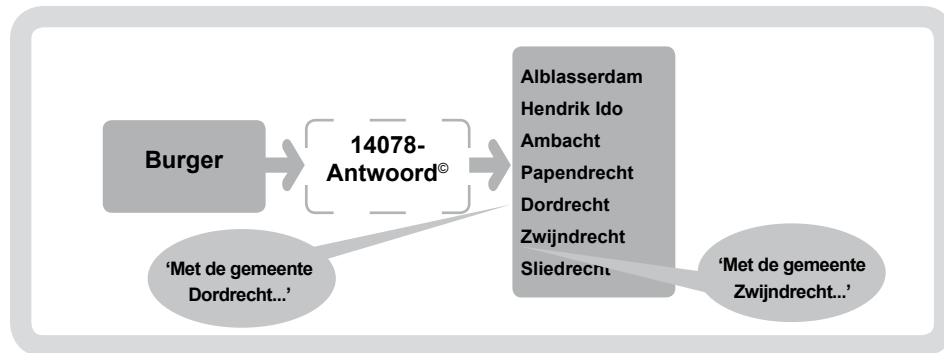 Burger
14078-
Antwoord©
Alblasserdam
Hendrik Ido
Ambacht
Papendrecht
Dordrecht
Zwijndrecht
Sliedrecht
‘Met de gemeente
Dordrecht...’
‘Met de gemeente
Zwijndrecht...’